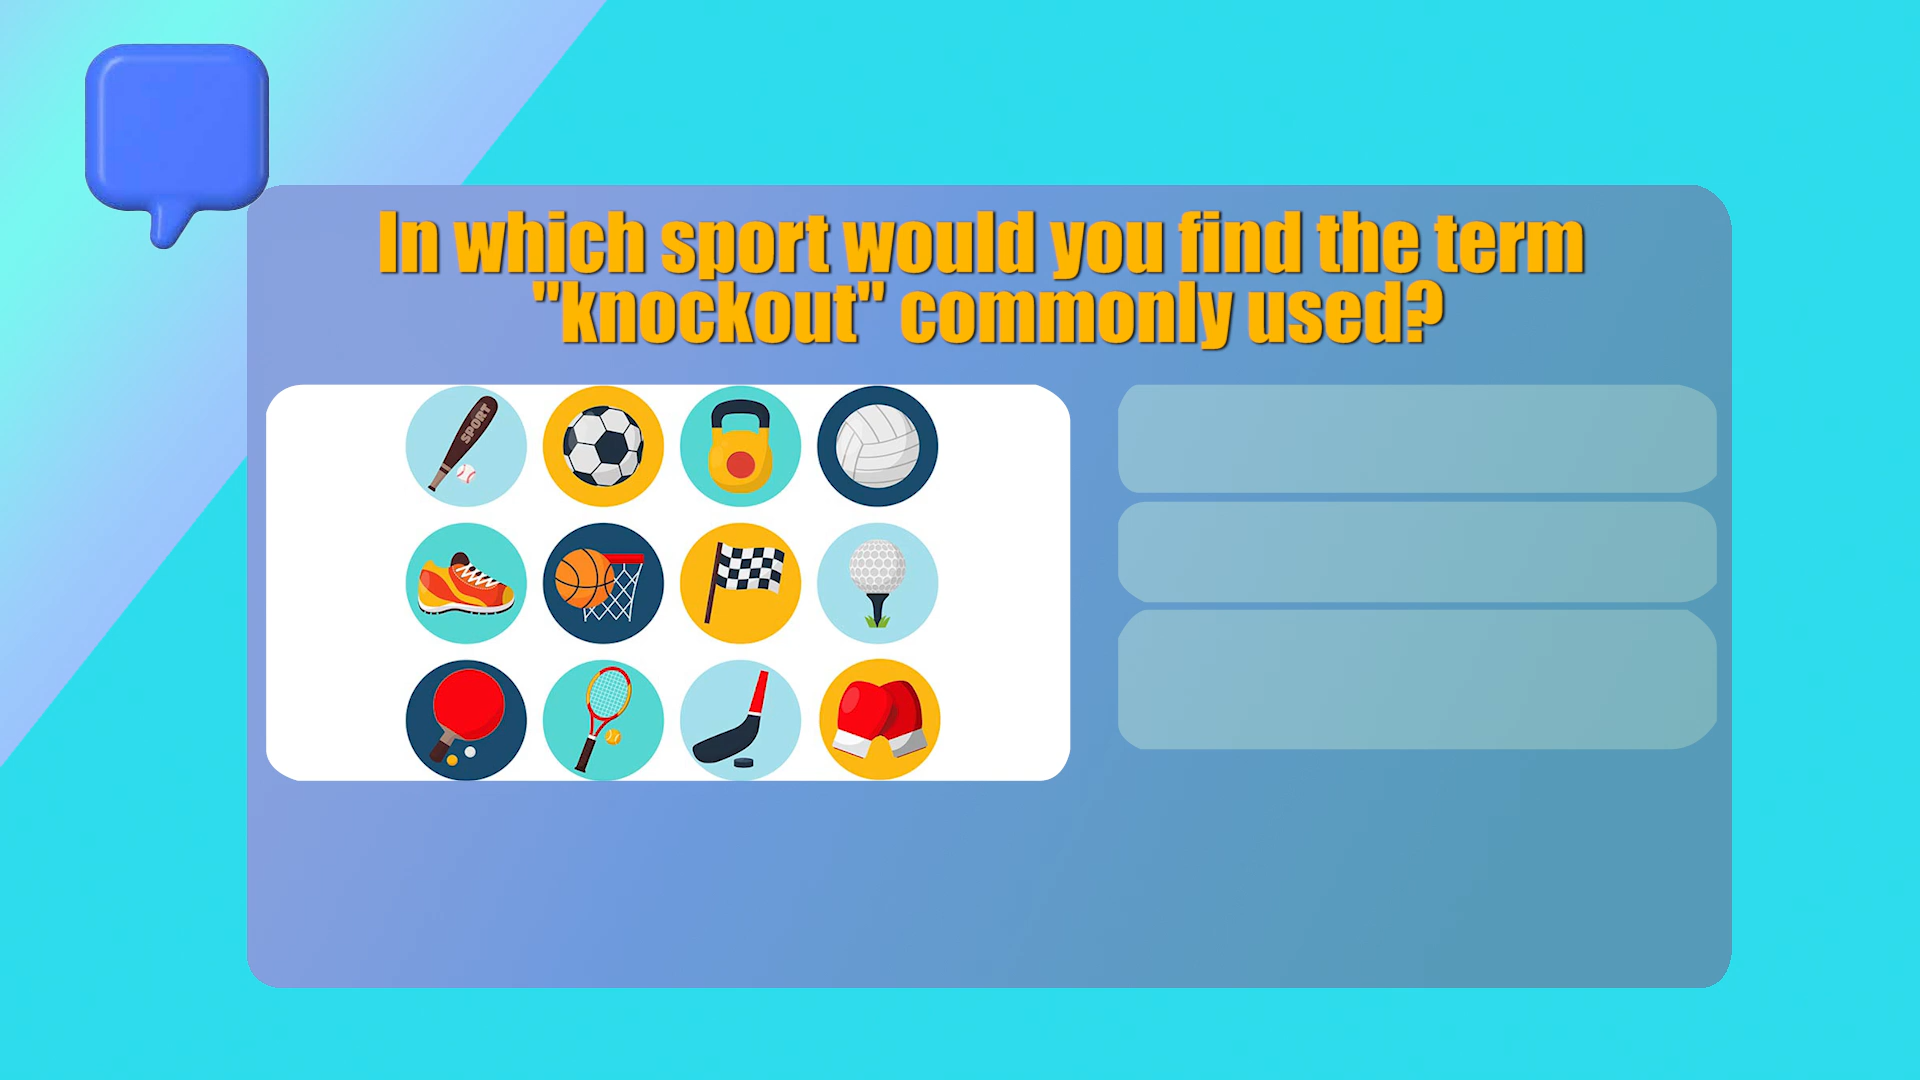 In which sport would you find the term
"knockout" commonly used?
SPORT